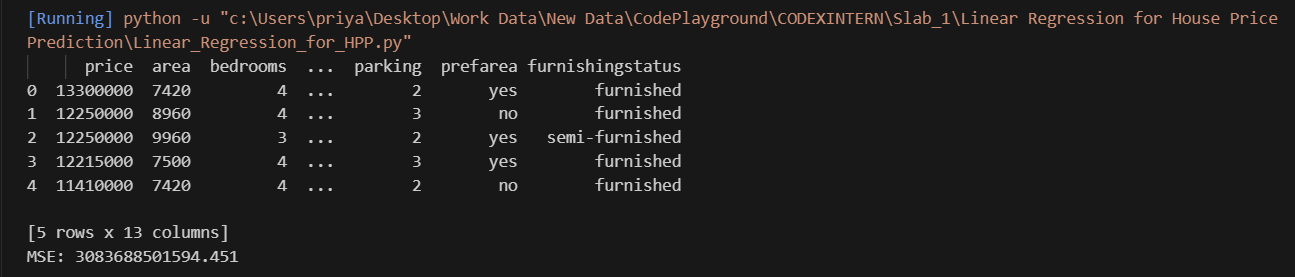 [Running] python -u "c:\Users\priya\Desktop\Work Data\New Data\CodePlayground\CODEXINTERN\Slab_1\Linear Regression for House Price
Prediction\Linear_Regression_for_HPP.py"
price area bedrooms ... parking prefarea furnishingstatus
0 13300000 7420 4 ... 2 yes furnished
1 12250000 8960 4 ... 3 no furnished
2 12250000 9960 3 ... 2 yes semi-furnished
3 12215000 7500 4 ... 3 yes furnished
4 11410000 7420 4 ... 2 no furnished
[5 rows x 13 columns]
MSE: 3083688501594.451